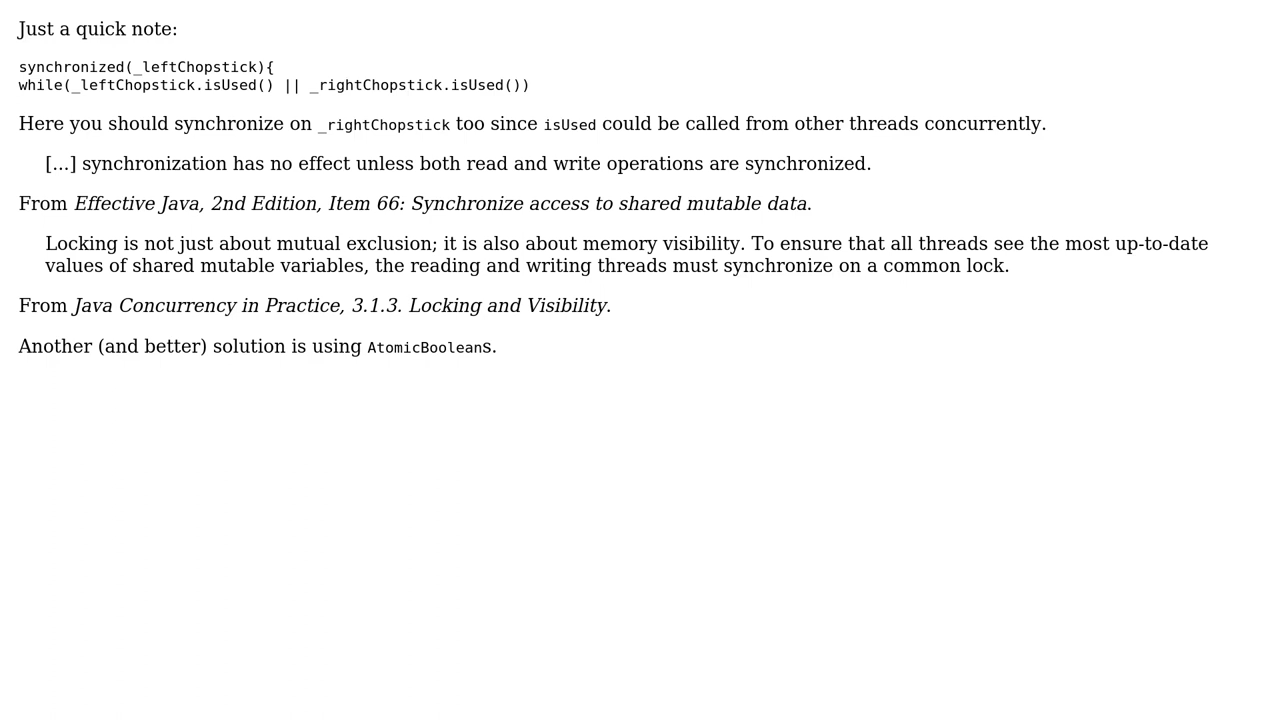 Just a quick note:
synchronized(_leftChopstick){
while(_leftChopstick.isUsed() || _rightChopstick.isUsed())
Here you should synchronize on _rightChopstick too since isUsed could be called from other threads concurrently.
[...] synchronization has no effect unless both read and write operations are synchronized.
From Effective Java, 2nd Edition, Item 66: Synchronize access to shared mutable data.
Locking is not just about mutual exclusion; it is also about memory visibility. To ensure that all threads see the most up-to-date
values of shared mutable variables, the reading and writing threads must synchronize on a common lock.
From Java Concurrency in Practice, 3.1.3. Locking and Visibility.
Another (and better) solution is using AtomicBooleans.